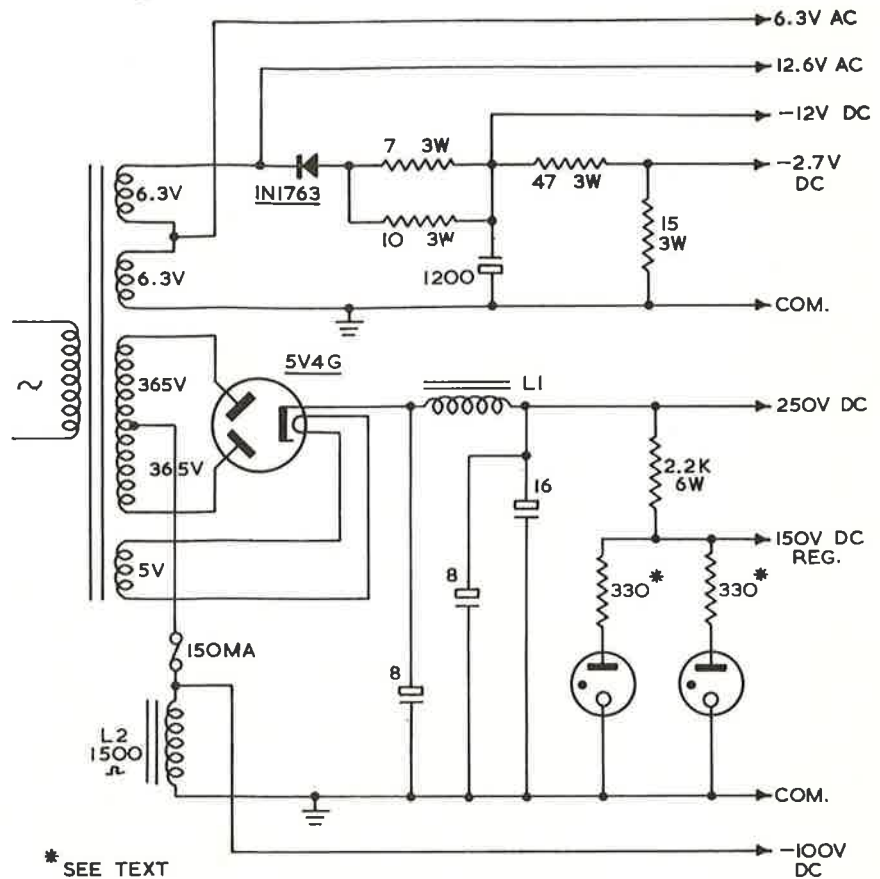 6.3V AC
12.6V AC
-12V DC
7 3W
-2.7V
DC
47 3W
6.3V
1N1763
10 3W
15
3W
1200
6.3V
COM.
5V4G
L1
365V
250V DC
2.2K
6W
365V
16
150V DC
REG.
5V
8
330*
330*
150MA
8
L2
1500
Ω
COM.
-100V
DC
* SEE TEXT